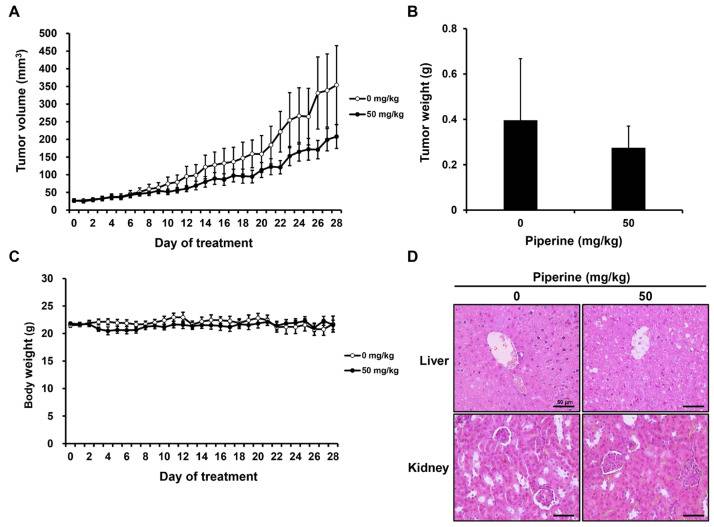 A
Tumor volume (mm3)
500
450
400
350
300
250
200
150
100
50
0
0 2 4 6 8 10 12 14 16 18 20 22 24 26 28
Day of treatment
0 mg/kg
50 mg/kg
B
Tumor weight (g)
0.8
0.6
0.4
0.2
0
0 50
Piperine (mg/kg)
C
Body weight (g)
30
25
20
15
10
5
0
0 2 4 6 8 10 12 14 16 18 20 22 24 26 28
Day of treatment
0 mg/kg
50 mg/kg
D
Piperine (mg/kg)
0 50
Liver
50 μm
Kidney